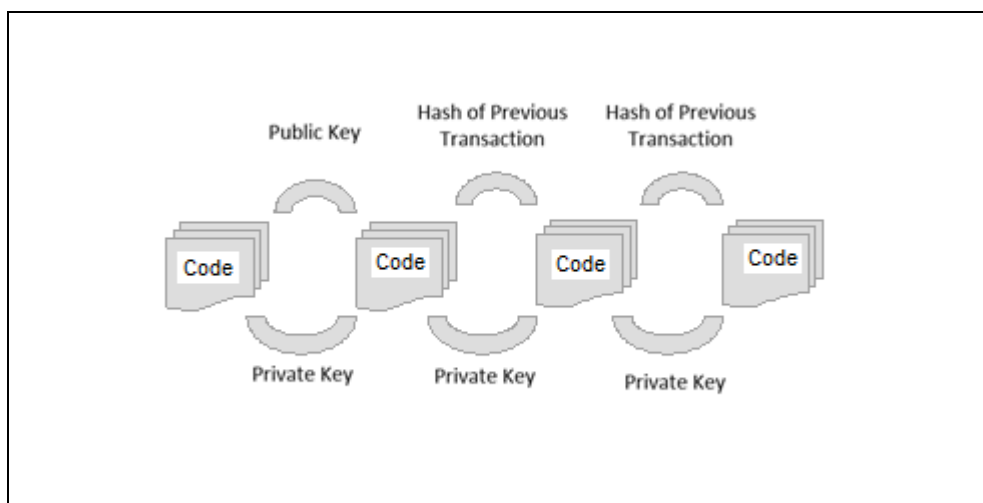 Public Key
Hash of Previous
Transaction
Hash of Previous
Transaction
Code
Code
Code
Code
Private Key
Private Key
Private Key